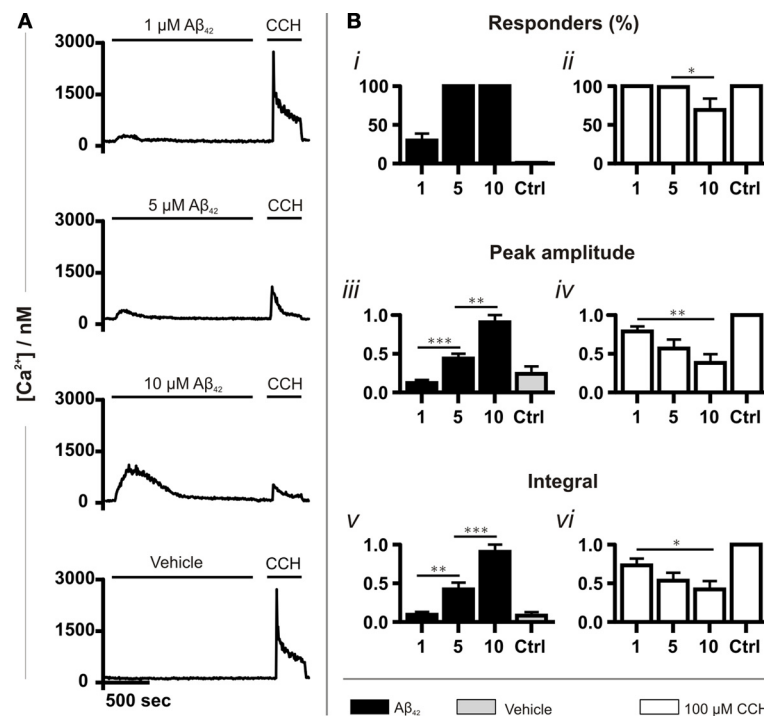 A
1 µM Aβ42 CCH
3000
1500
0
5 µM Aβ42 CCH
3000
1500
0
[Ca2+] / nM
10 µM Aβ42 CCH
3000
1500
0
Vehicle CCH
3000
1500
0
500 sec
B
Responders (%)
i
100
50
0
1 5 10 Ctrl
ii
*
100
50
0
1 5 10 Ctrl
Peak amplitude
iii
*** **
1.0
0.5
0.0
1 5 10 Ctrl
iv
**
1.0
0.5
0.0
1 5 10 Ctrl
Integral
v
** ***
1.0
0.5
0.0
1 5 10 Ctrl
vi
*
1.0
0.5
0.0
1 5 10 Ctrl
Aβ42 Vehicle 100 µM CCH